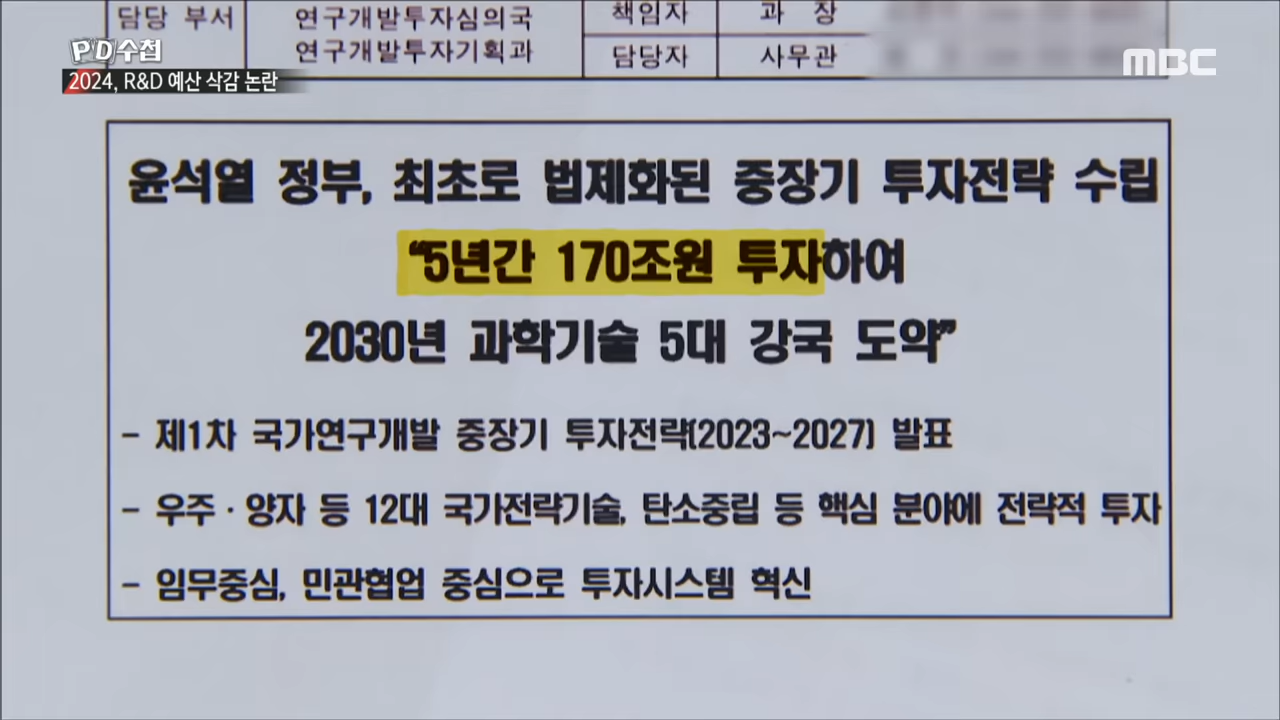 담당 부서 연구개발투자심의국 책임자 과 장
연구개발투자기획과 담당자 사무관
PD수첩
2024, R&D 예산 삭감 논란
MBC
윤석열 정부, 최초로 법제화된 중장기 투자전략 수립
“5년간 170조원 투자하여
2030년 과학기술 5대 강국 도약”
- 제1차 국가연구개발 중장기 투자전략(2023~2027) 발표
- 우주·양자 등 12대 국가전략기술, 탄소중립 등 핵심 분야에 전략적 투자
- 임무중심, 민관협업 중심으로 투자시스템 혁신